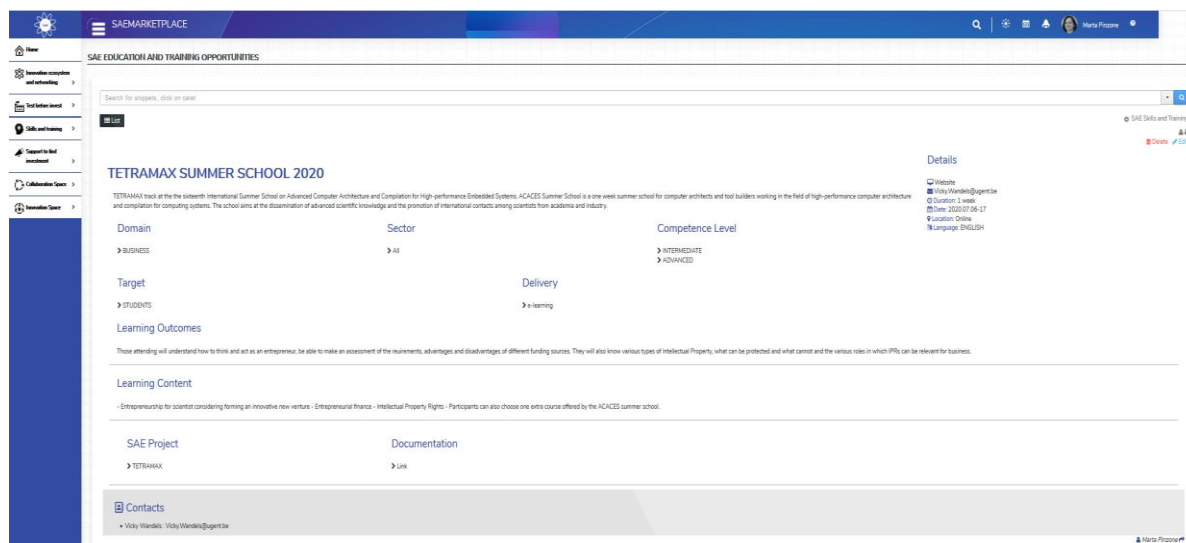 SAEMARKETPLACE
Marta Pinzone
Home
Innovation ecosystem
and networking
Test before invest
Skills and training
Support to find
investment
Collaboration Space
Innovation Space
SAE EDUCATION AND TRAINING OPPORTUNITIES
Search for snippets, click on caret
List
SAE Skills and Training
Delete Edi
TETRAMAX SUMMER SCHOOL 2020
TETRAMAX track at the the sixteenth International Summer School on Advanced Computer Architecture and Compilation for High-performance Embedded Systems. ACACES Summer School is a one week summer school for computer architects and tool builders working in the field of high-performance computer architecture
and compilation for computing systems. The school aims at the dissemination of advanced scientific knowledge and the promotion of international contacts among scientists from academia and industry.
Details
Website
Vicky.Wandels@ugent.be
Duration: 1 week
Date: 2020.07.06-17
Location: Online
Language: ENGLISH
Domain Sector Competence Level
BUSINESS All INTERMEDIATE
ADVANCED
Target Delivery
STUDENTS e-learning
Learning Outcomes
Those attending will understand how to think and act as an entrepreneur, be able to make an assessment of the reuirements, advantages and disadvantages of different funding sources. They will also know various types of Intellectual Property, what can be protected and what cannot and the various roles in which IPRs can be relevant for business.
Learning Content
- Entrepreneurship for scientist considering forming an innovative new venture - Entrepreneurial finance - Intellectual Property Rights - Participants can also choose one extra course offered by the ACACES summer school.
SAE Project Documentation
TETRAMAX Link
Contacts
Vicky Wandels : Vicky.Wandels@ugent.be
Marta Pinzone